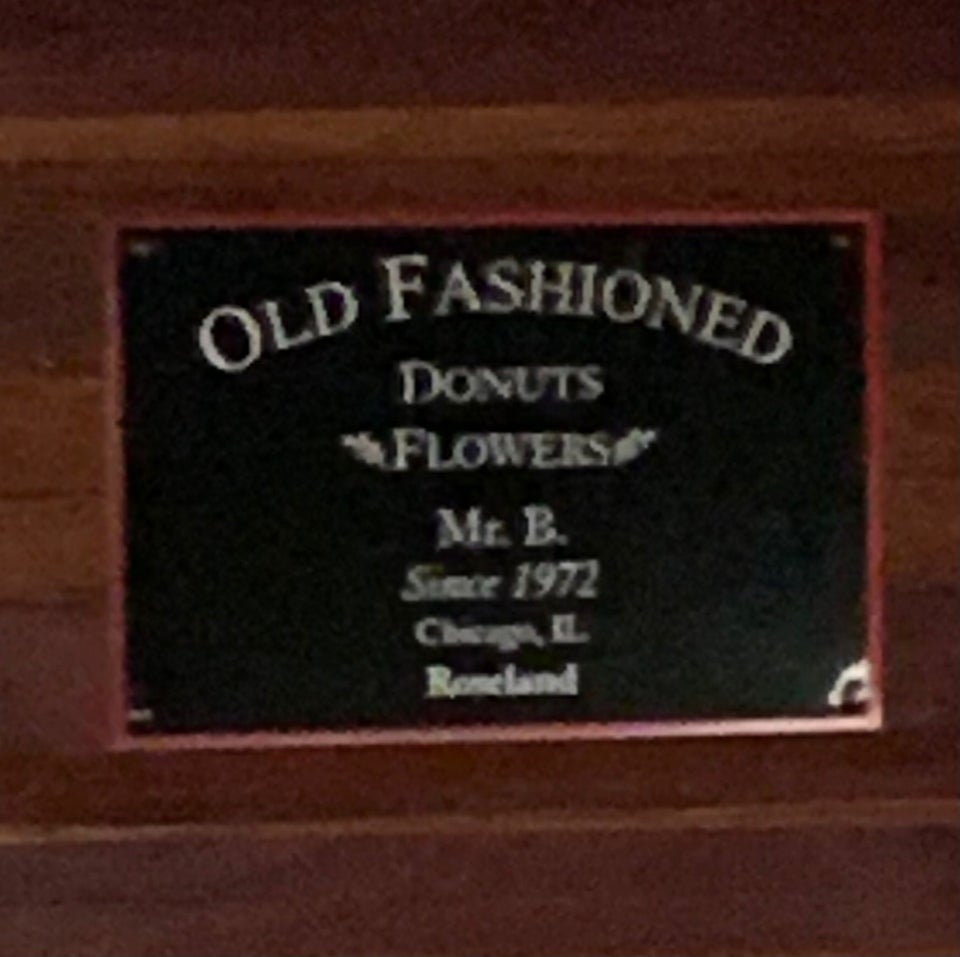 OLD FASHIONED
DONUTS
FLOWERS
Mr. B.
Since 1972
Chicago, IL
Roseland